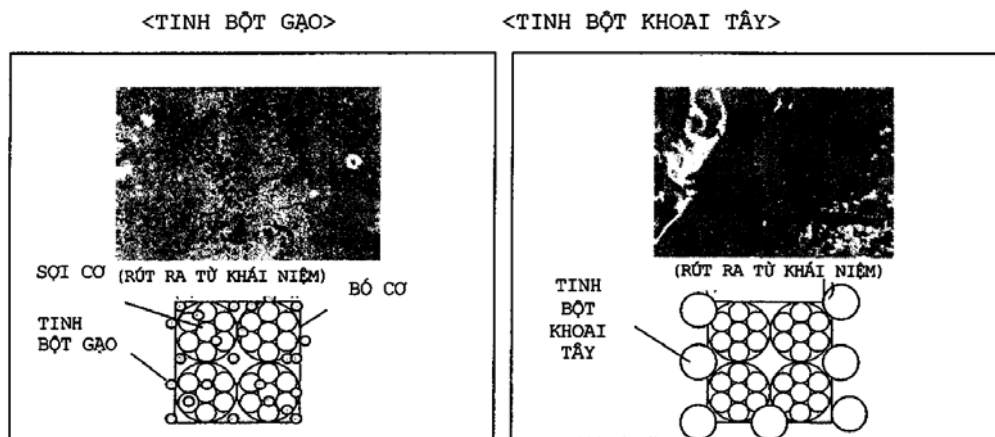 <TINH BỘT GẠO>
<TINH BỘT KHOAI TÂY>
SỢI CƠ
(RÚT RA TỪ KHÁI NIỆM)
BÓ CƠ
TINH
BỘT GẠO
(RÚT RA TỪ KHÁI NIỆM)
TINH
BỘT
KHOAI
TÂY